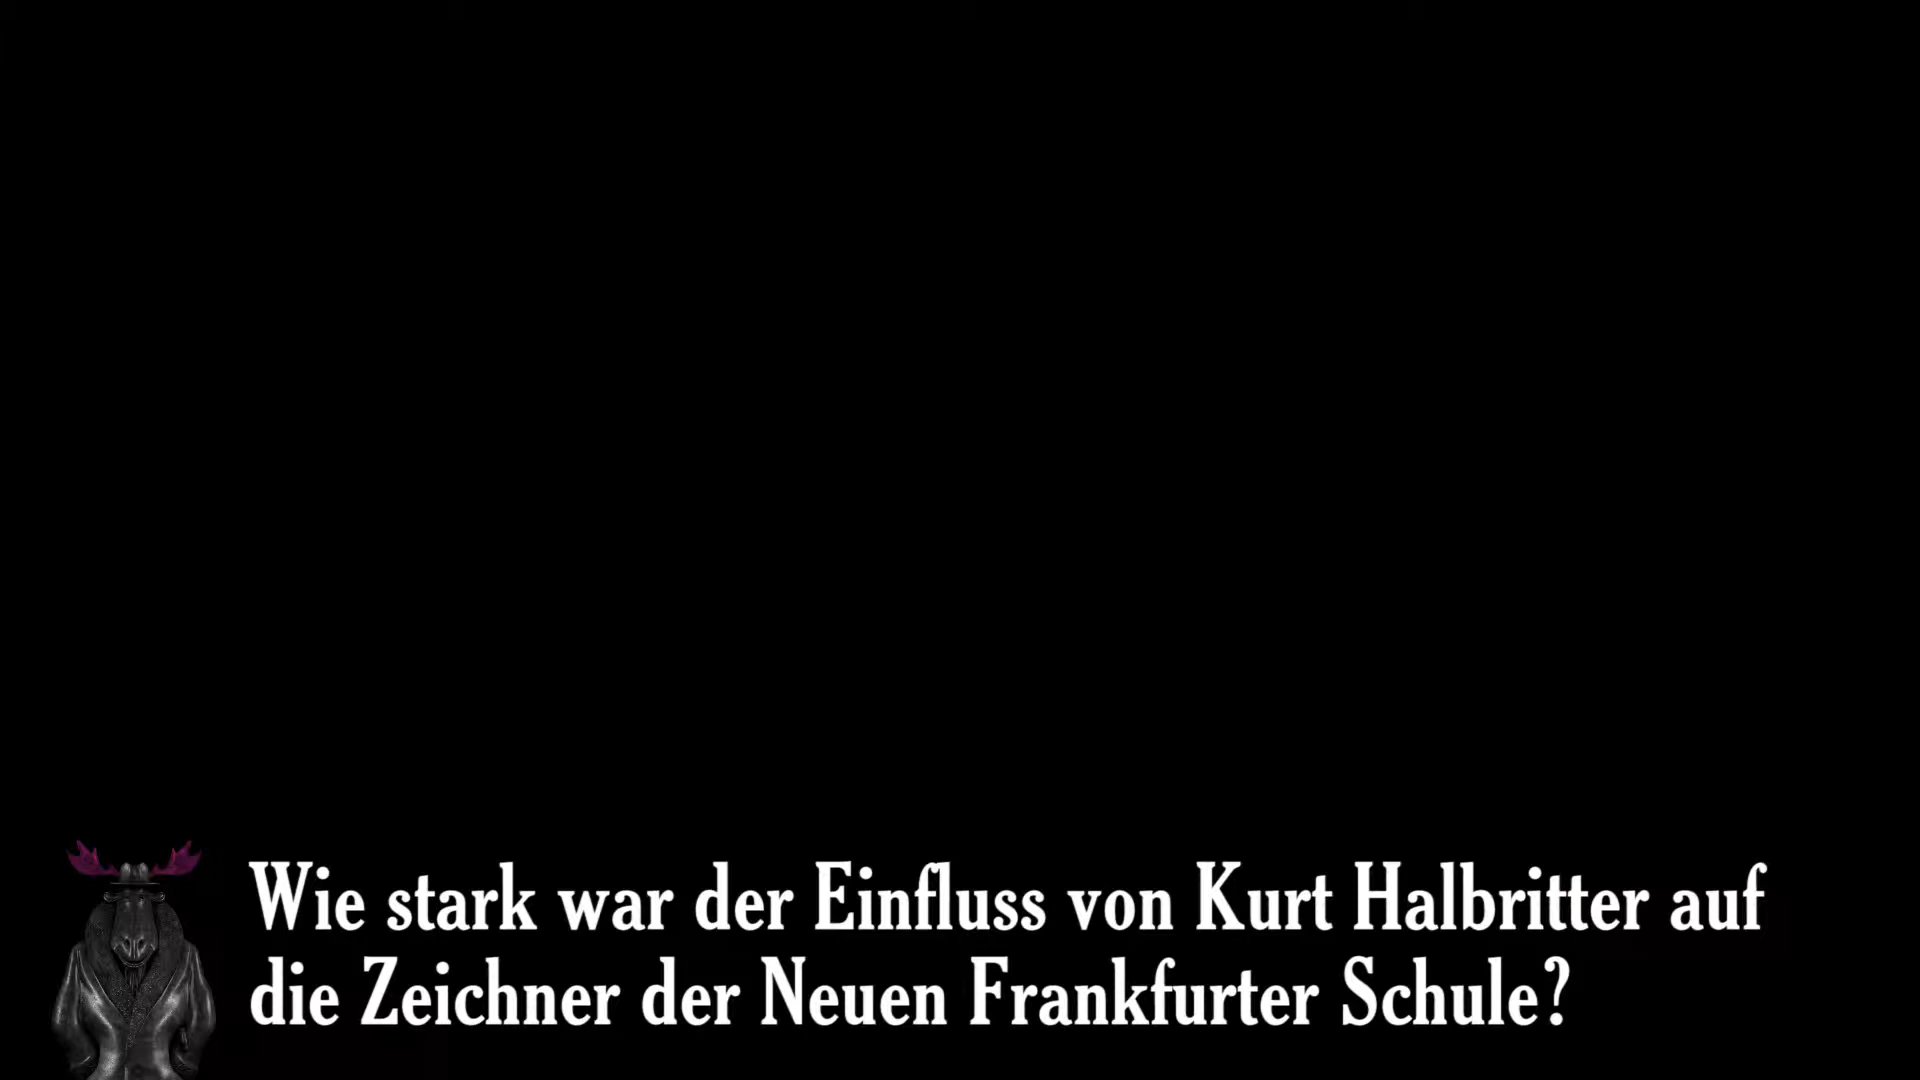 Wie stark war der Einfluss von Kurt Halbritter auf
die Zeichner der Neuen Frankfurter Schule?